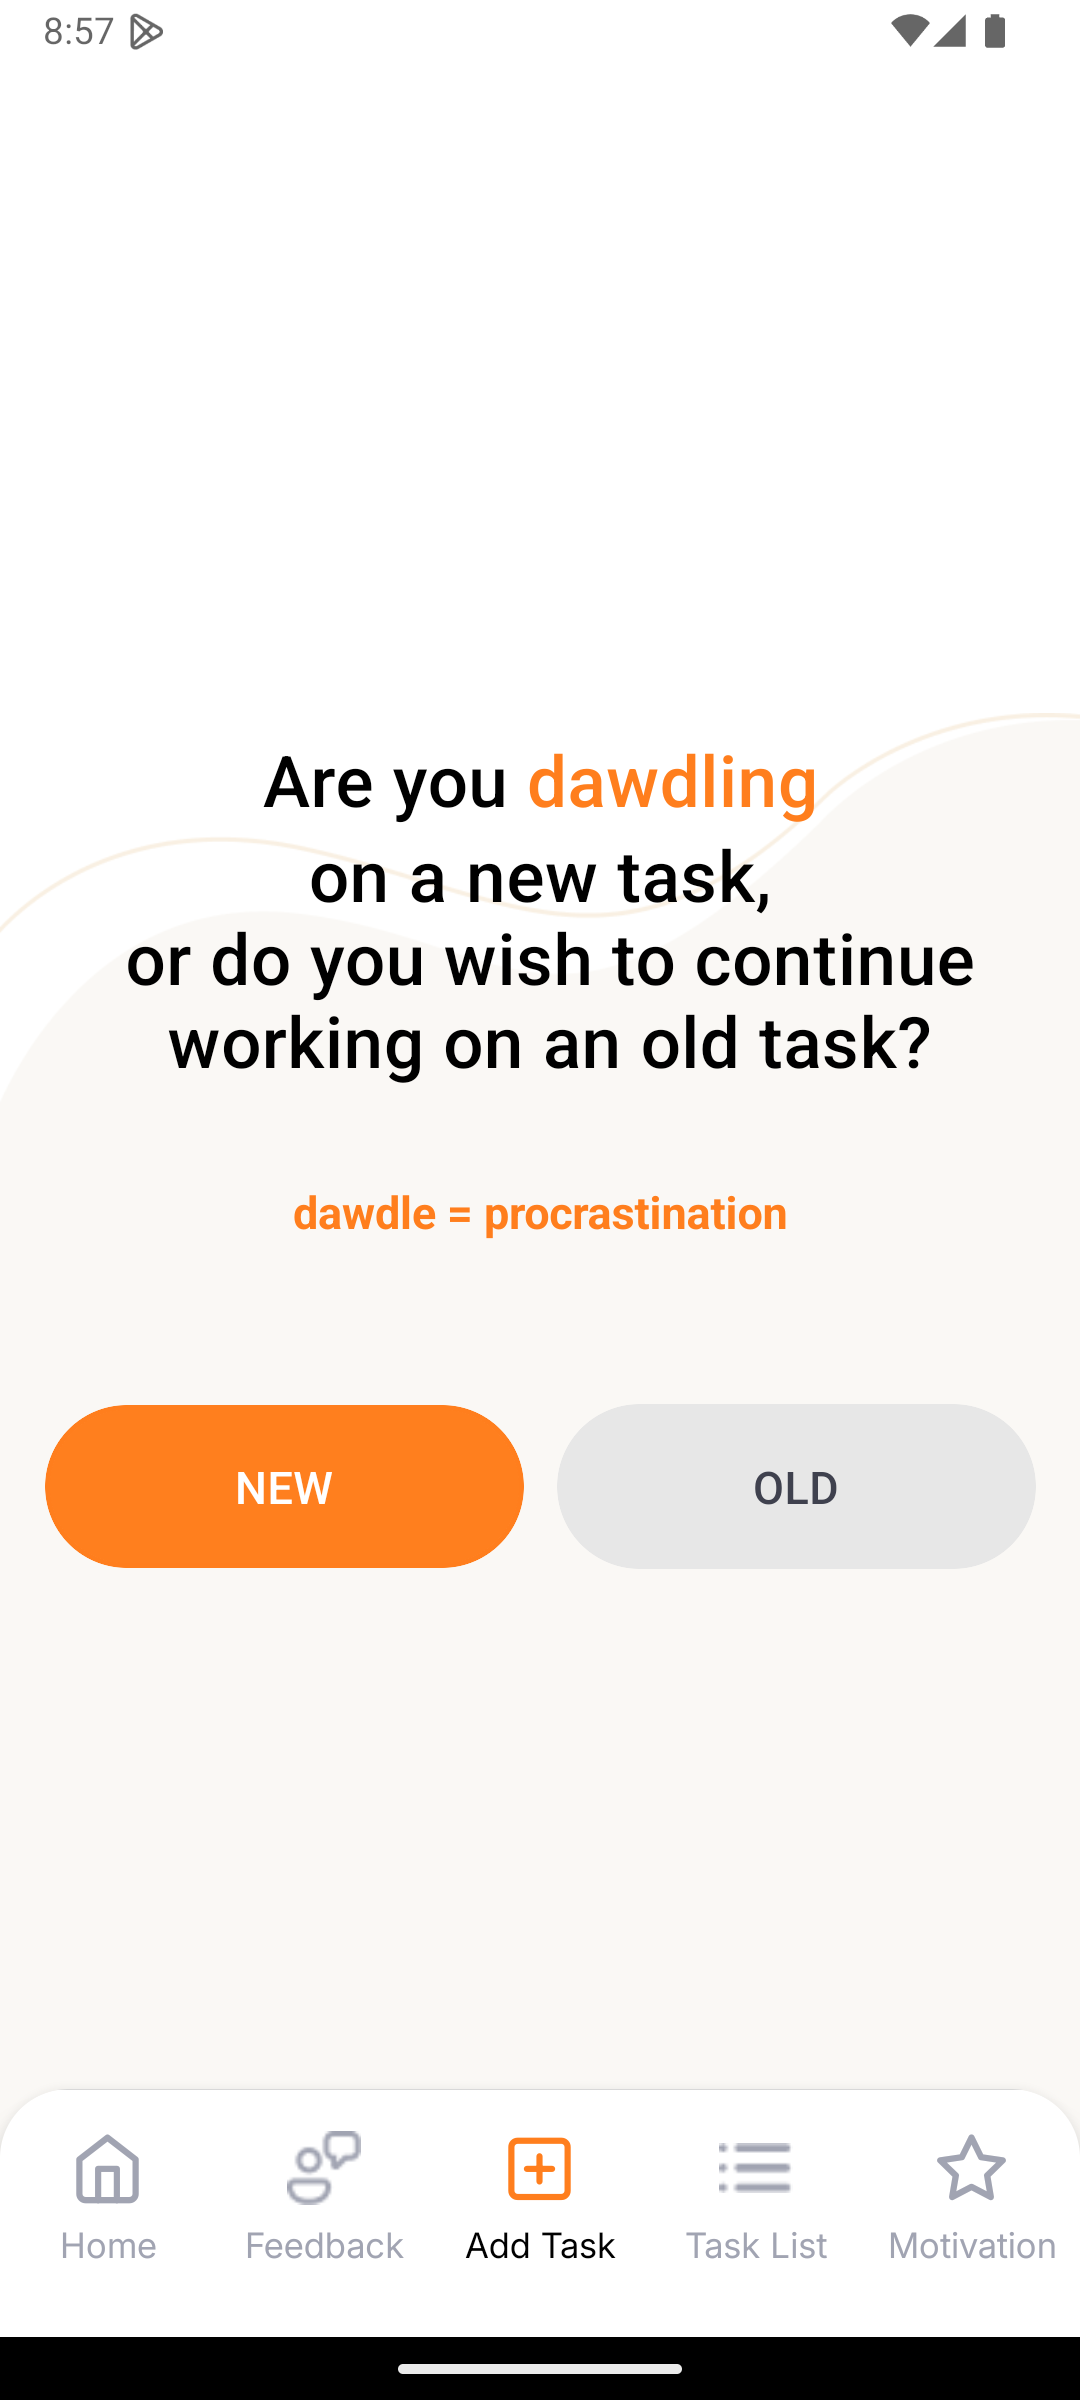 8:57
Are you dawdling
on a new task,
or do you wish to continue
working on an old task?
dawdle = procrastination
NEW
OLD
Home
Feedback
Add Task
Task List
Motivation